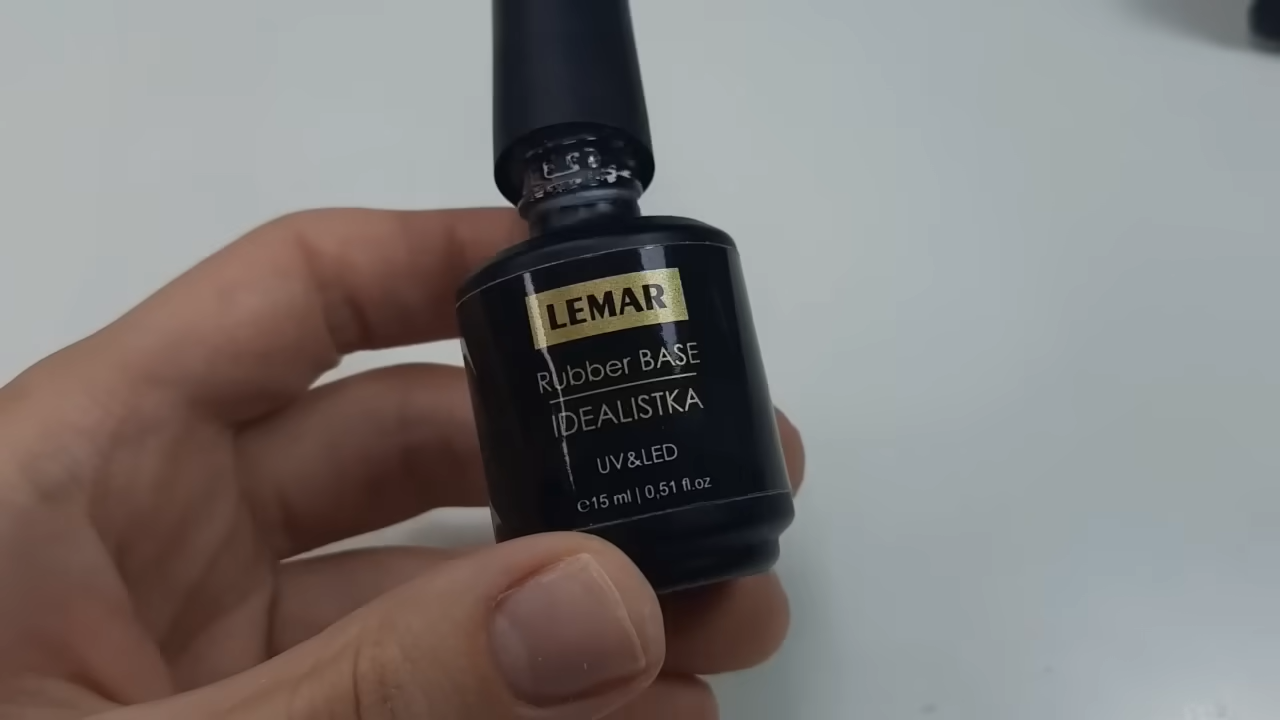 LEMAR
Rubber BASE
IDEALISTKA
UV&LED
℮15 ml | 0,51 fl.oz